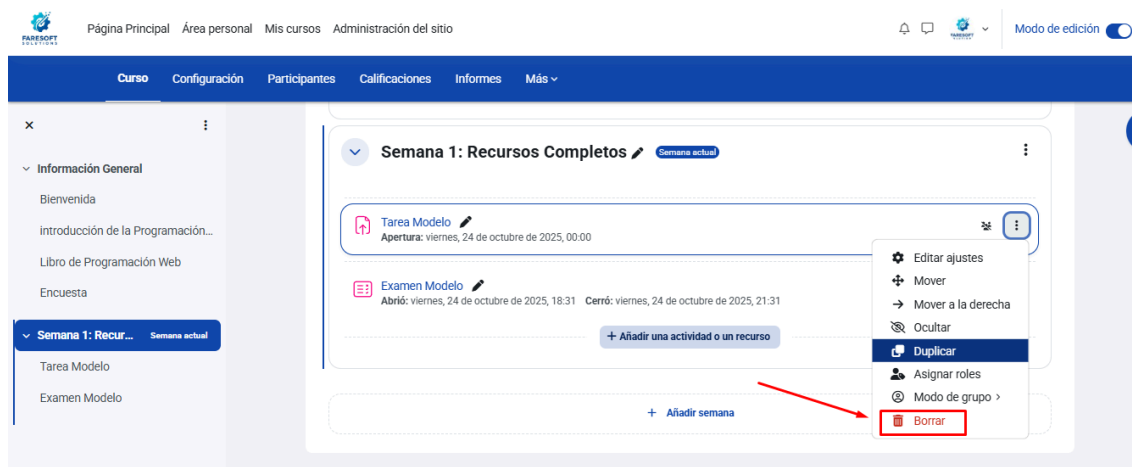 FARESOFT
SOLUTIONS
Página Principal Área personal Mis cursos Administración del sitio
FARESOFT
Modo de edición
Curso Configuración Participantes Calificaciones Informes Más
Información General
Bienvenida
introducción de la Programación...
Libro de Programación Web
Encuesta
Semana 1: Recur... Semana actual
Tarea Modelo
Examen Modelo
Semana 1: Recursos Completos Semana actual
Tarea Modelo
Apertura: viernes, 24 de octubre de 2025, 00:00
Examen Modelo
Abrió: viernes, 24 de octubre de 2025, 18:31 Cerró: viernes, 24 de octubre de 2025, 21:31
+ Añadir una actividad o un recurso
+ Añadir semana
Editar ajustes
Mover
Mover a la derecha
Ocultar
Duplicar
Asignar roles
Modo de grupo
Borrar